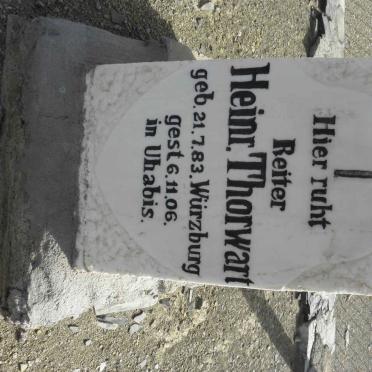 Hier ruht
Reiter
Heinr. Thorwart
geb. 21.7.83. Würzburg
gest. 6.11.06.
in Uhabis.